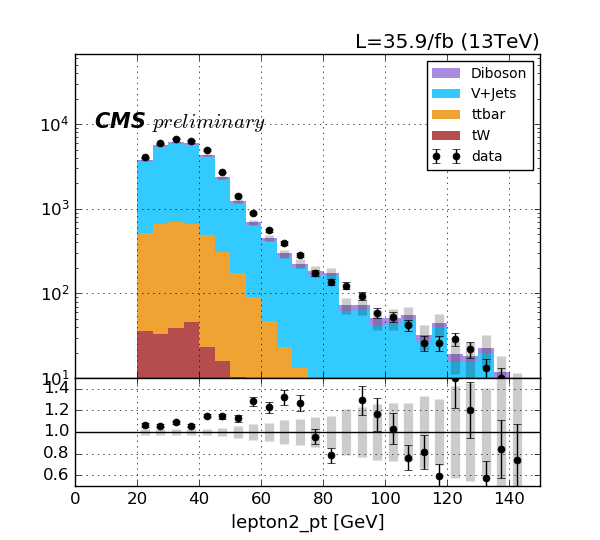 L=35.9/fb (13TeV)
Diboson
V+Jets
ttbar
tW
data
CMS preliminary
10^4
10^3
10^2
10^1
1.4
1.2
1.0
0.8
0.6
0 20 40 60 80 100 120 140
lepton2_pt [GeV]